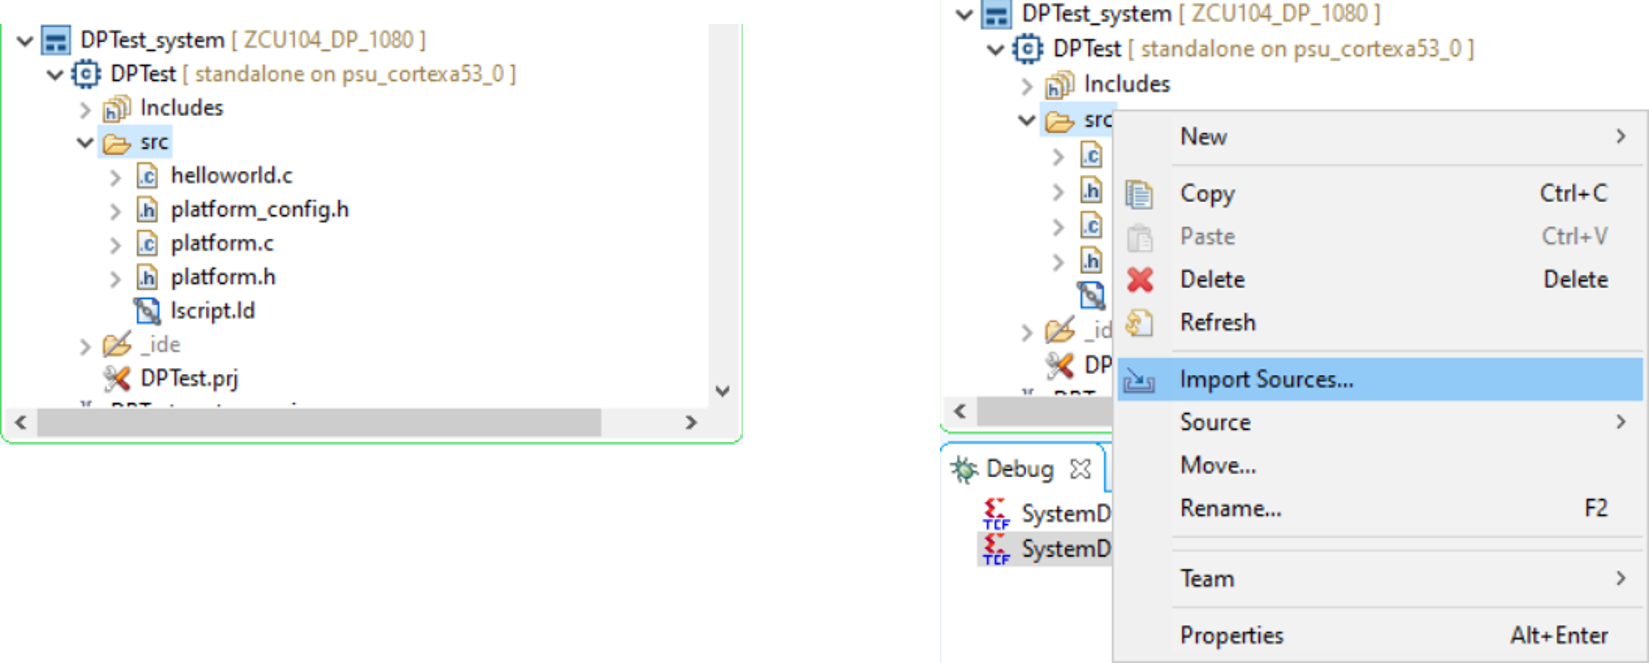 DPTest_system [ ZCU104_DP_1080 ]
DPTest [ standalone on psu_cortexa53_0 ]
Includes
src
helloworld.c
platform_config.h
platform.c
platform.h
lscript.ld
_ide
DPTest.prj
DPTest_system [ ZCU104_DP_1080 ]
DPTest [ standalone on psu_cortexa53_0 ]
Includes
src
_id
DP
Debug
TCF SystemD
TCF SystemD
New
Copy Ctrl+C
Paste Ctrl+V
Delete Delete
Refresh
Import Sources...
Source
Move...
Rename... F2
Team
Properties Alt+Enter